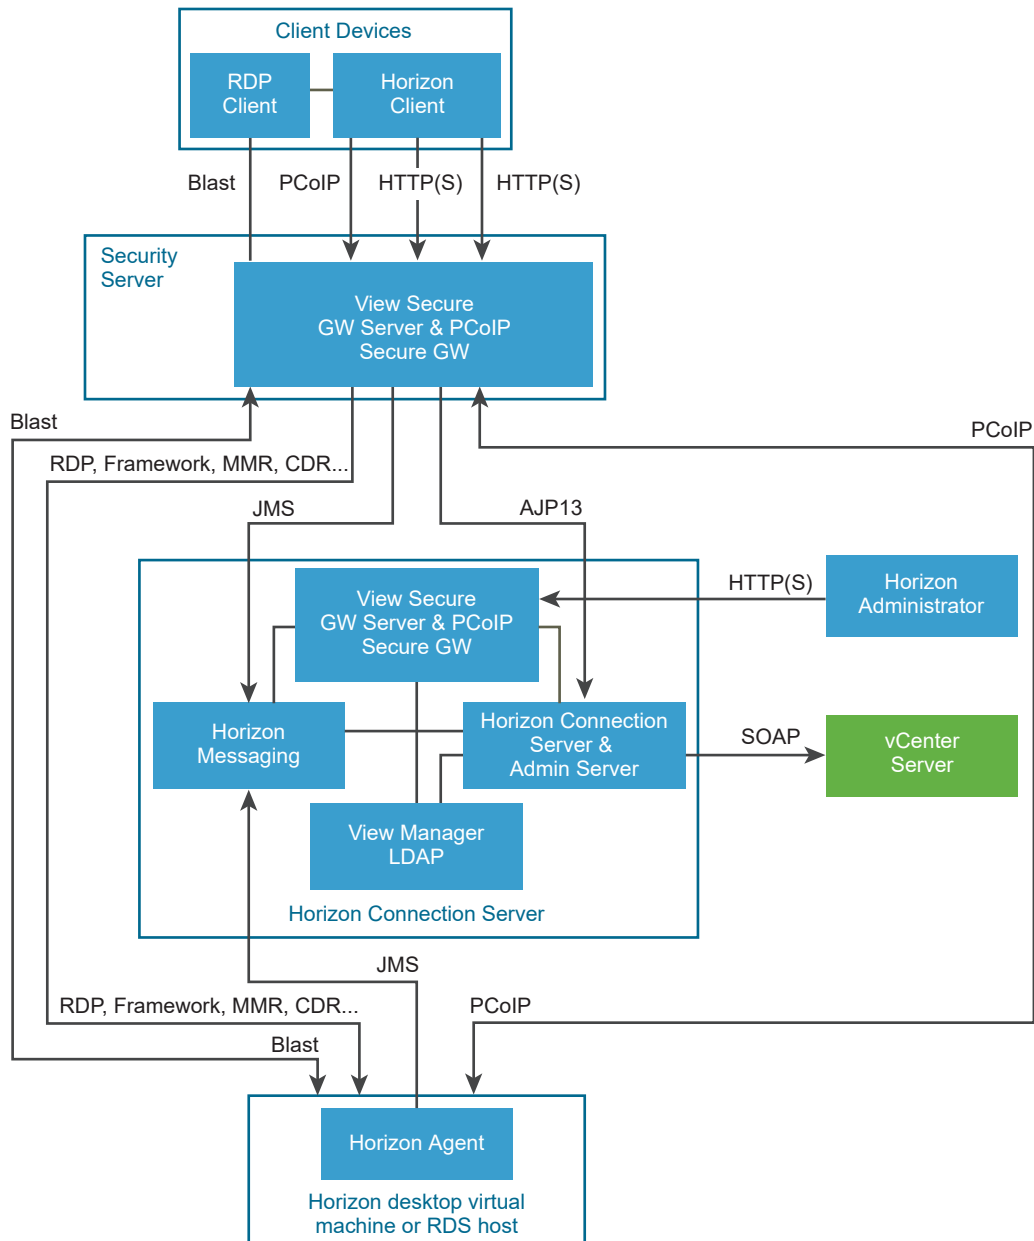 Client Devices
RDP
Client
Horizon
Client
Blast
PCoIP
HTTP(S)
HTTP(S)
Security
Server
View Secure
GW Server & PCoIP
Secure GW
Blast
PCoIP
RDP, Framework, MMR, CDR...
JMS
AJP13
View Secure
GW Server & PCoIP
Secure GW
HTTP(S)
Horizon
Administrator
Horizon
Messaging
Horizon Connection
Server &
Admin Server
SOAP
vCenter
Server
View Manager
LDAP
Horizon Connection Server
JMS
RDP, Framework, MMR, CDR...
PCoIP
Blast
Horizon Agent
Horizon desktop virtual
machine or RDS host